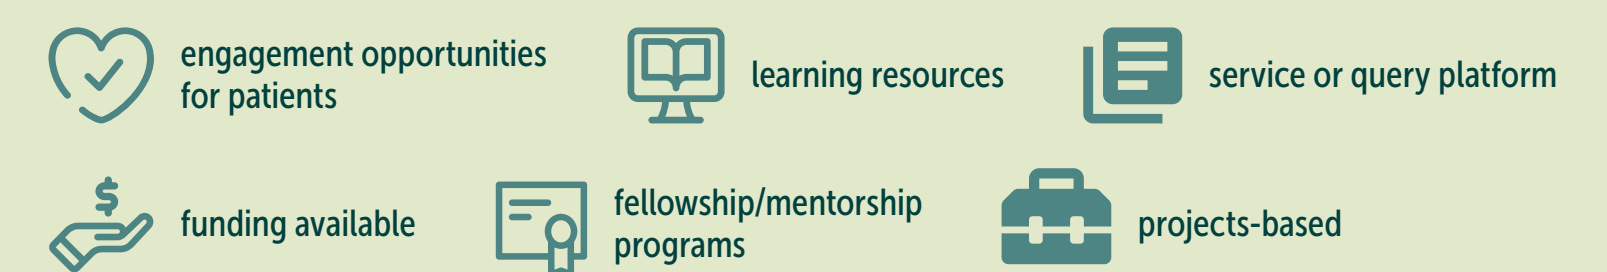 engagement opportunities
for patients
learning resources
service or query platform
$
funding available
fellowship/mentorship
programs
projects-based